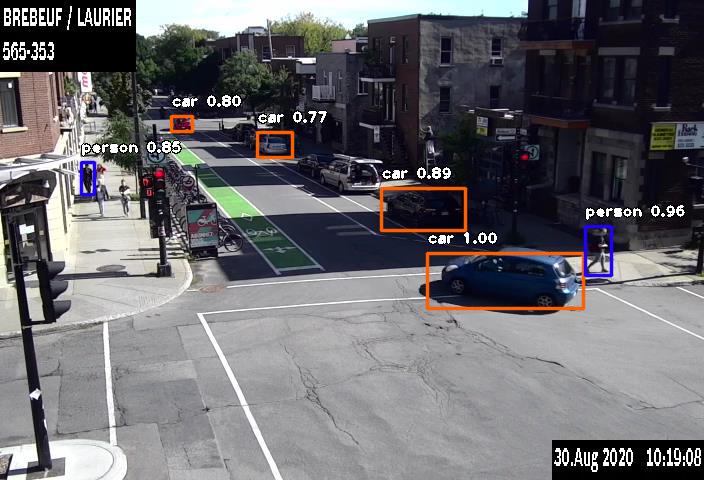 BREBEUF / LAURIER
565-353
car 0.80
car 0.77
person 0.85
car 0.89
person 0.96
car 1.00
30.Aug 2020 10:19:08